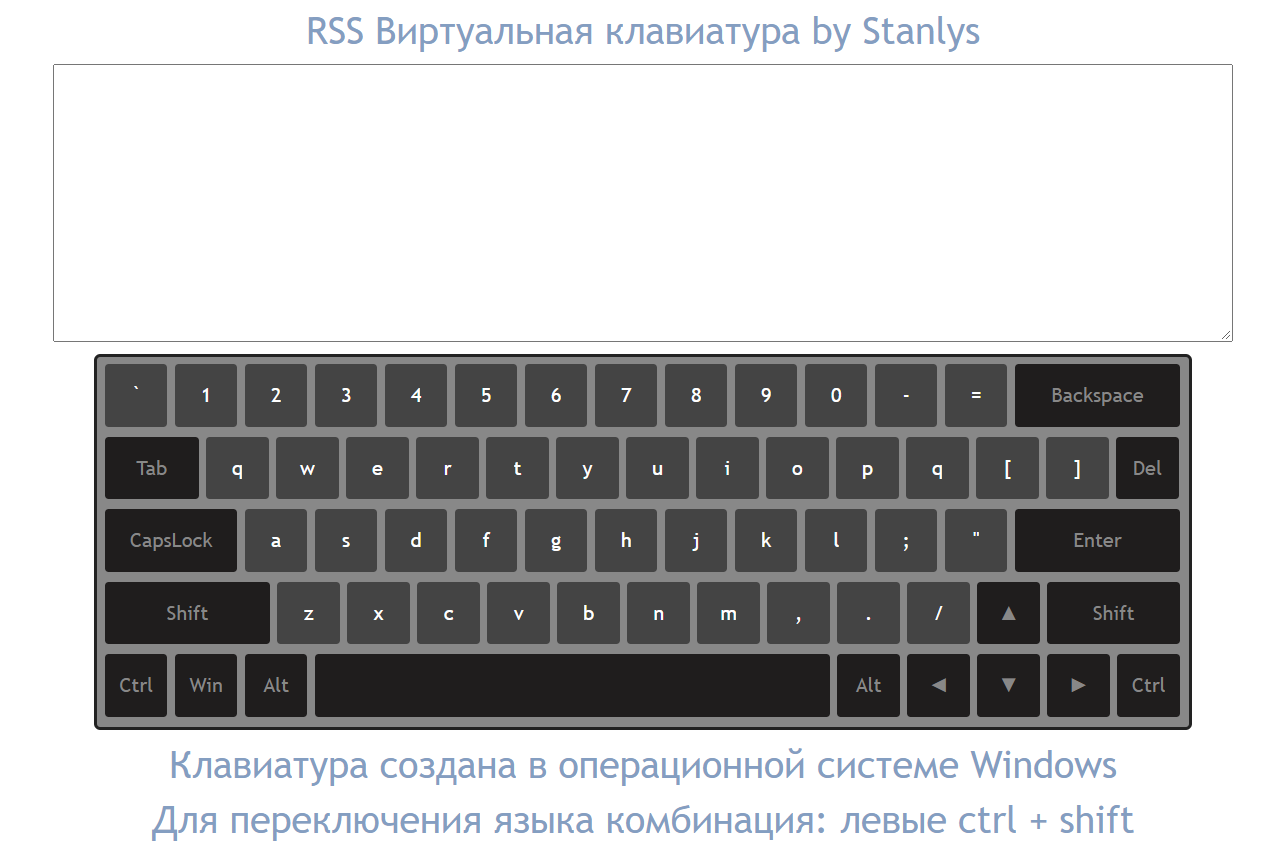 RSS Виртуальная клавиатура by Stanlys
` 1 2 3 4 5 6 7 8 9 0 - = Backspace
Tab q w e r t y u i o p q [ ] Del
CapsLock a s d f g h j k l ; " Enter
Shift z x c v b n m , . / ▲ Shift
Ctrl Win Alt Alt ◄ ▼ ► Ctrl
Клавиатура создана в операционной системе Windows
Для переключения языка комбинация: левые ctrl + shift